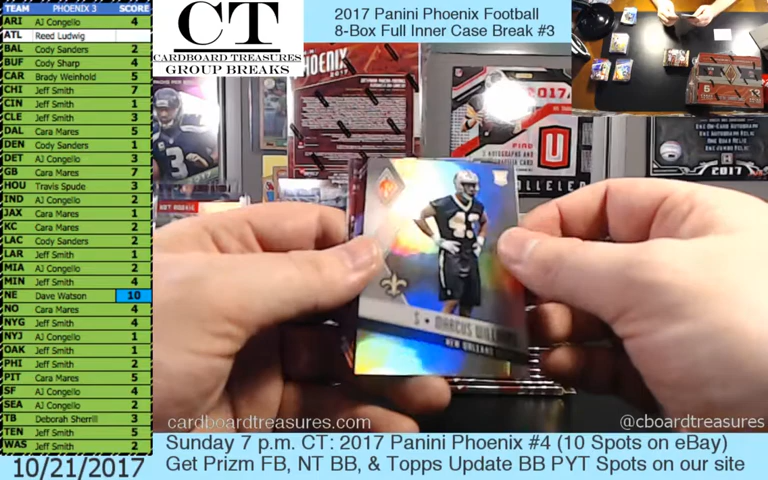 TEAM PHOENIX 3 SCORE
ARI AJ Congello 4
ATL Reed Ludwig
BAL Cody Sanders 2
BUF Cody Sharp 4
CAR Brady Weinhold 5
CHI Jeff Smith 7
CIN Jeff Smith 1
CLE Jeff Smith 3
DAL Cara Mares 5
DEN Cody Sanders 1
DET AJ Congello 3
GB Cara Mares 7
HOU Travis Spude 3
IND AJ Congello 2
JAX Cara Mares 1
KC Cara Mares 2
LAC Cody Sanders 2
LAR Jeff Smith 1
MIA AJ Congello 2
MIN Jeff Smith 4
NE Dave Watson 10
NO Cara Mares 4
NYG Jeff Smith 4
NYJ AJ Congello 1
OAK Jeff Smith 1
PHI Jeff Smith 2
PIT Cara Mares 5
SF AJ Congello 4
SEA AJ Congello 2
TB Deborah Sherrill 3
TEN Jeff Smith 5
WAS Jeff Smith 2
10/21/2017
CT
CARDBOARD TREASURES
GROUP BREAKS
2017 Panini Phoenix Football
8-Box Full Inner Case Break #3
2017
U
2017
43
S • MARCUS WILLI
NEW ORLEANS
cardboardtreasures.com
@cboardtreasures
Sunday 7 p.m. CT: 2017 Panini Phoenix #4 (10 Spots on eBay)
Get Prizm FB, NT BB, & Topps Update BB PYT Spots on our site